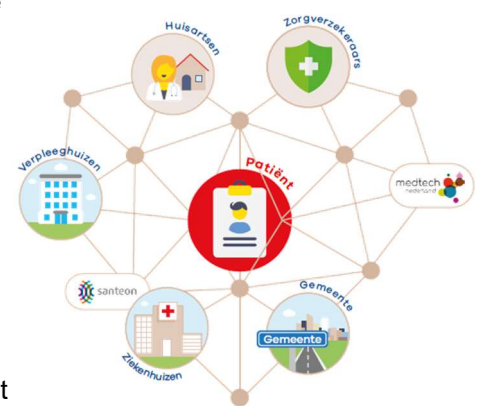 Huisartsen
Zorgverzekeraars
Verpleeghuizen
Patiënt
medtech
nederland
santeon
Gemeente
Gemeente
Ziekenhuizen
t